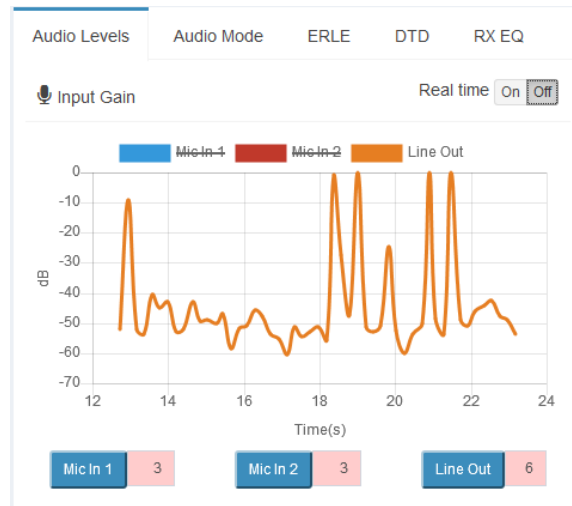 Audio Levels Audio Mode ERLE DTD RX EQ
Input Gain Real time On Off
Mic In 1 Mic In 2 Line Out
0
-10
-20
-30
-40
-50
-60
-70
dB
12 14 16 18 20 22 24
Time(s)
Mic In 1 3 Mic In 2 3 Line Out 6